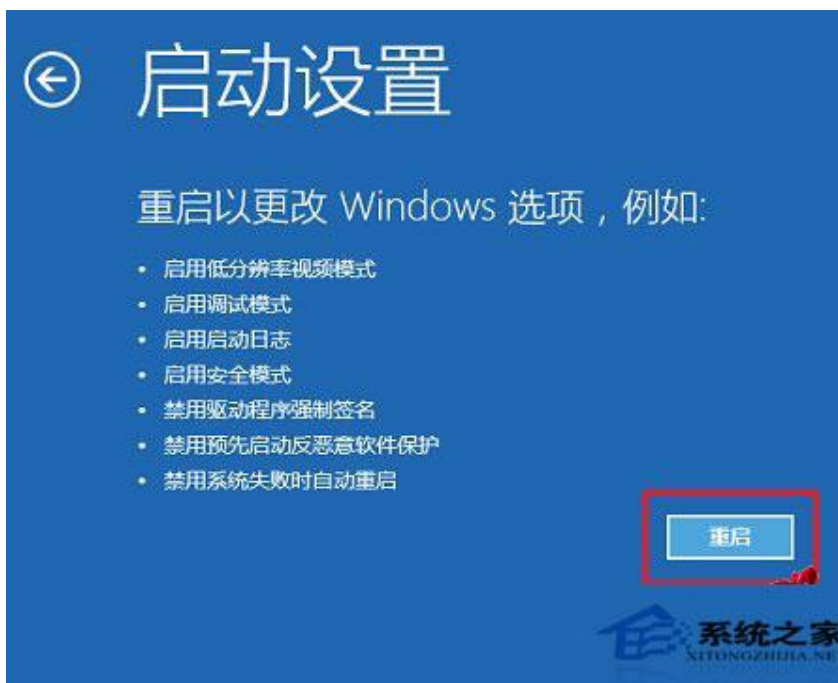 启动设置
重启以更改 Windows 选项，例如:
• 启用低分辨率视频模式
• 启用调试模式
• 启用启动日志
• 启用安全模式
• 禁用驱动程序强制签名
• 禁用预先启动反恶意软件保护
• 禁用系统失败时自动重启
重启
系统之家
XITONGZHIJIA.NE